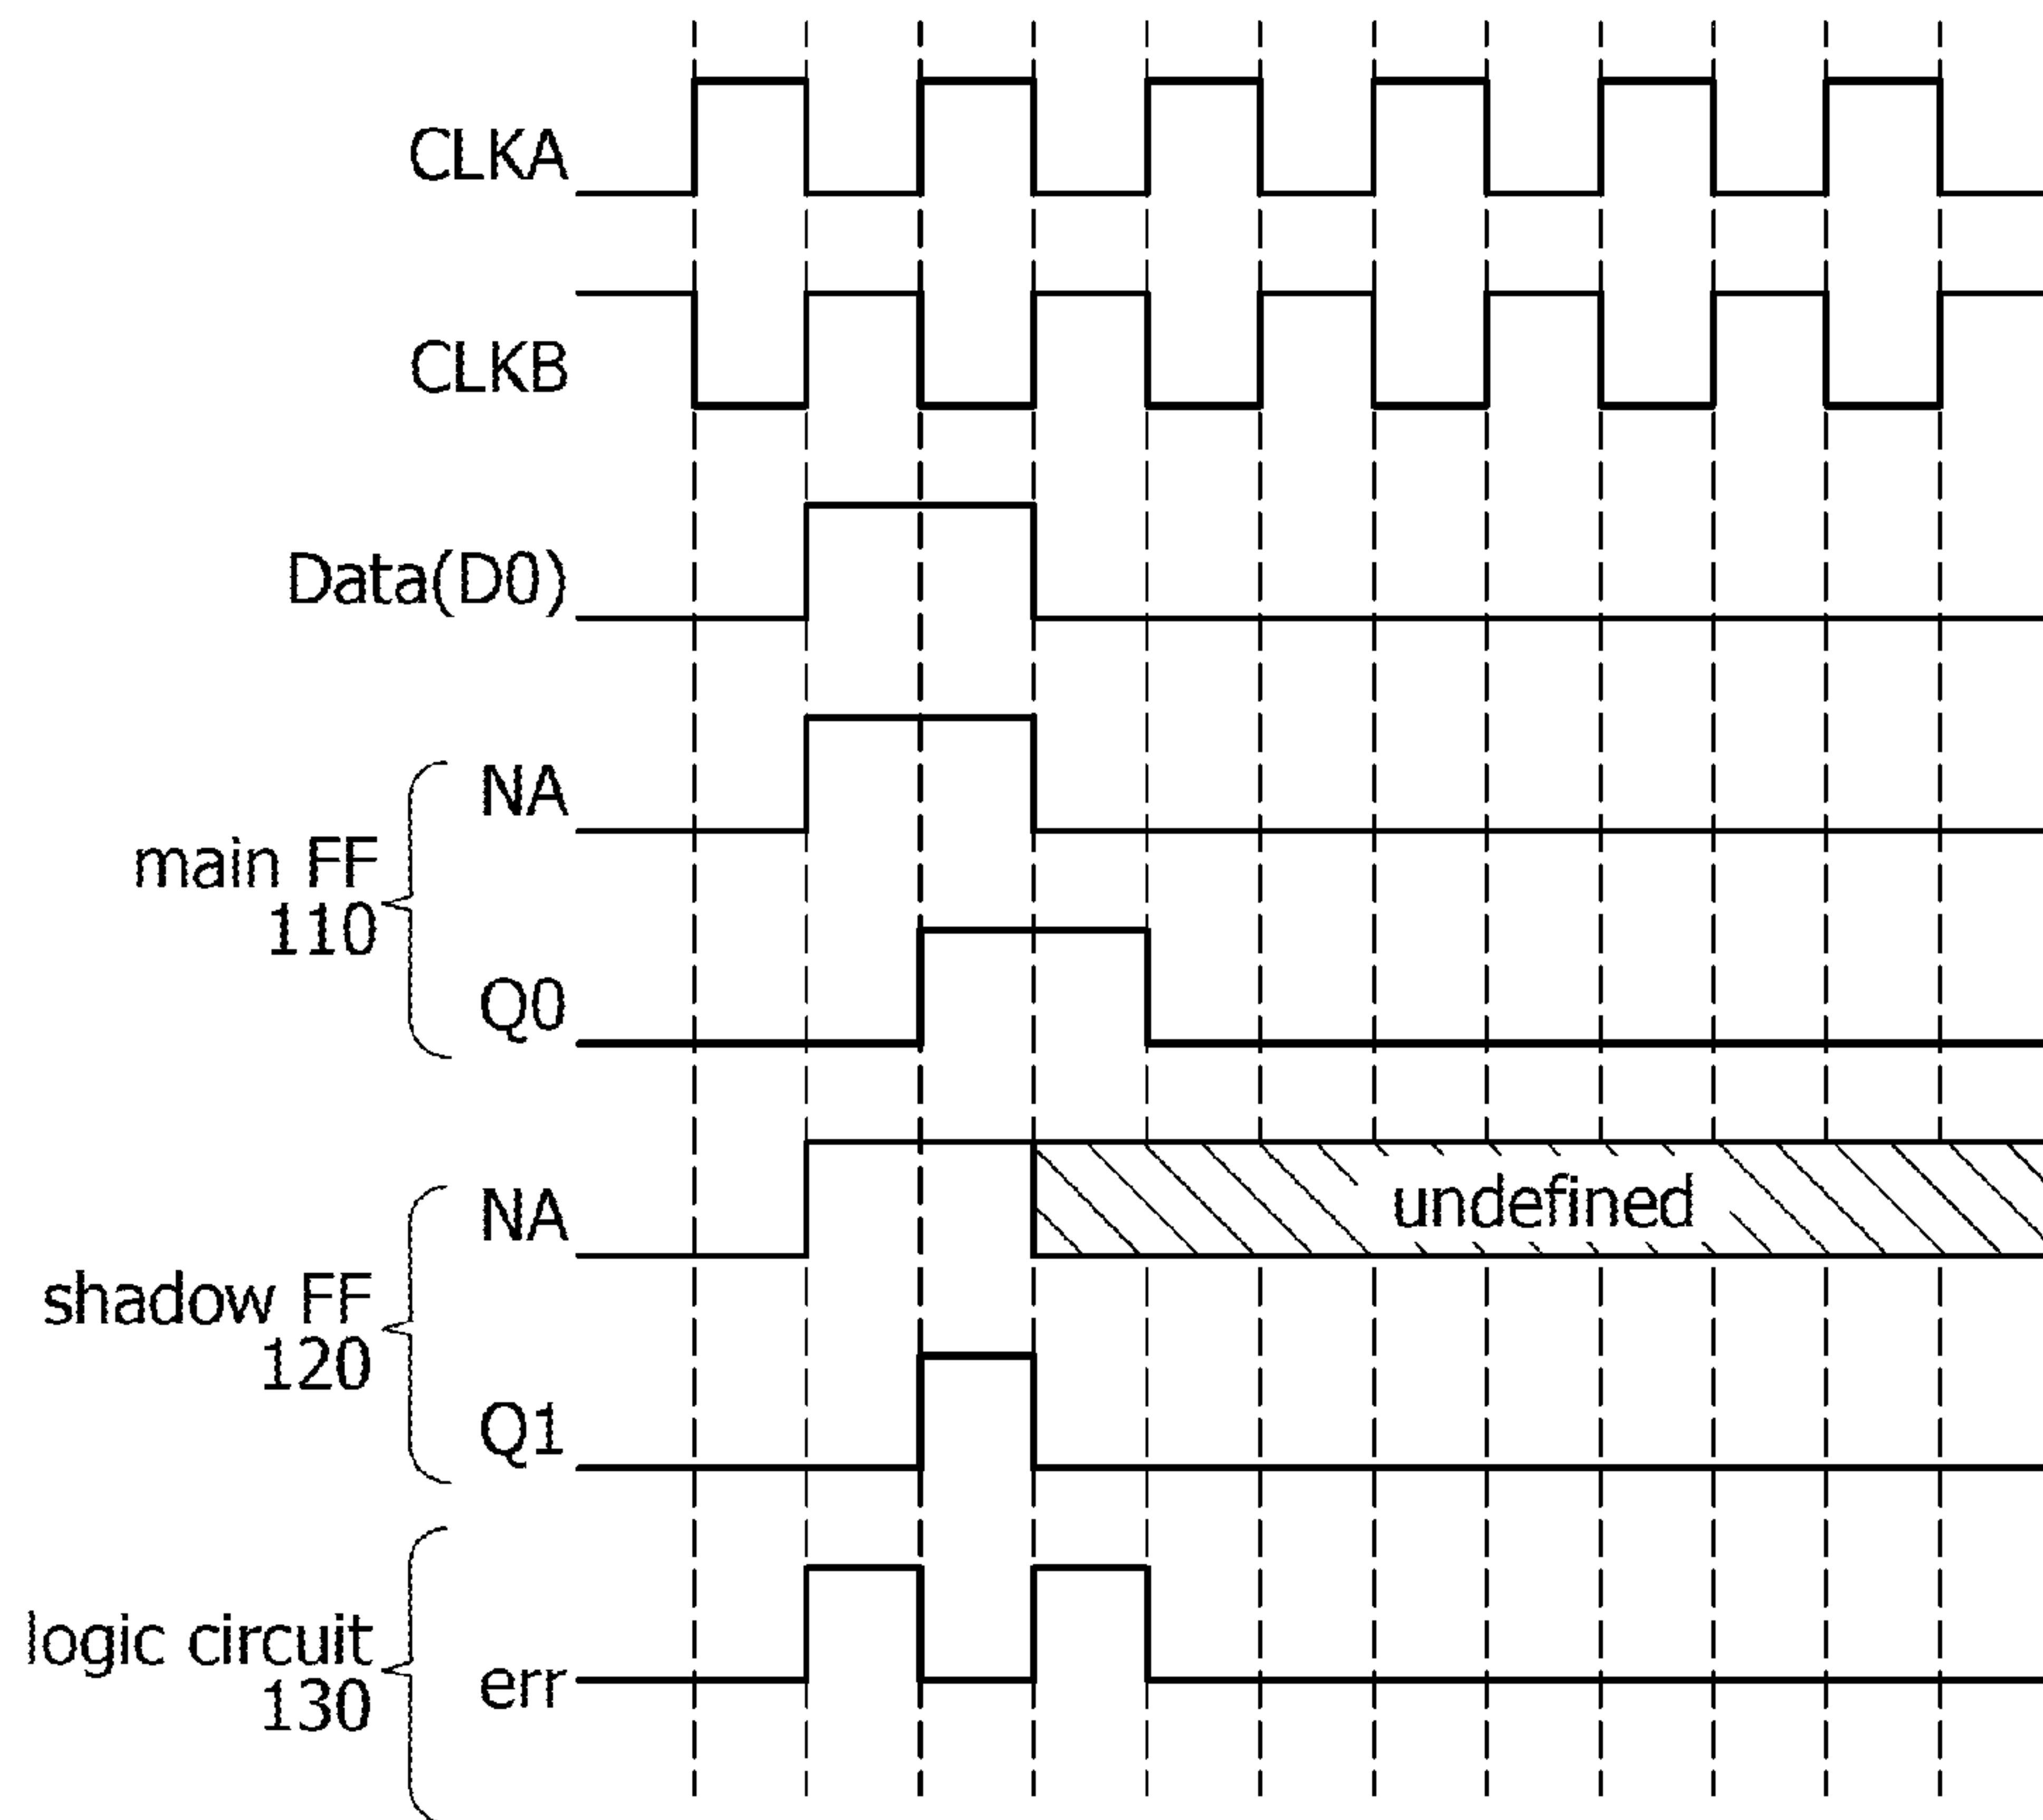 CLKA
CLKB
Data(D0)
NA
main FF
110
Q0
NA
undefined
shadow FF
120
Q1
logic circuit
130
err